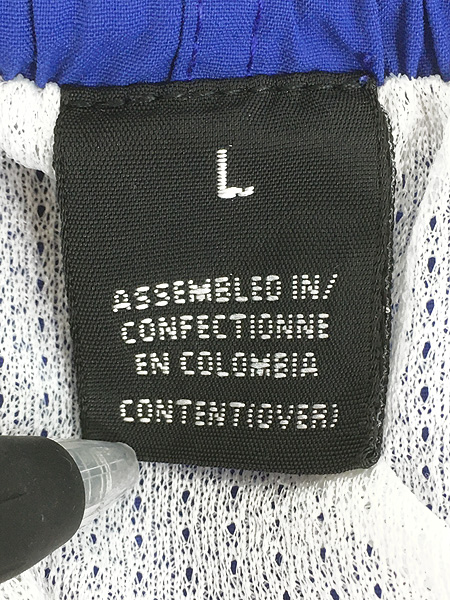 L
ASSEMBLED IN/
CONFECTIONNE
EN COLOMBIA
CONTENT(OVER)